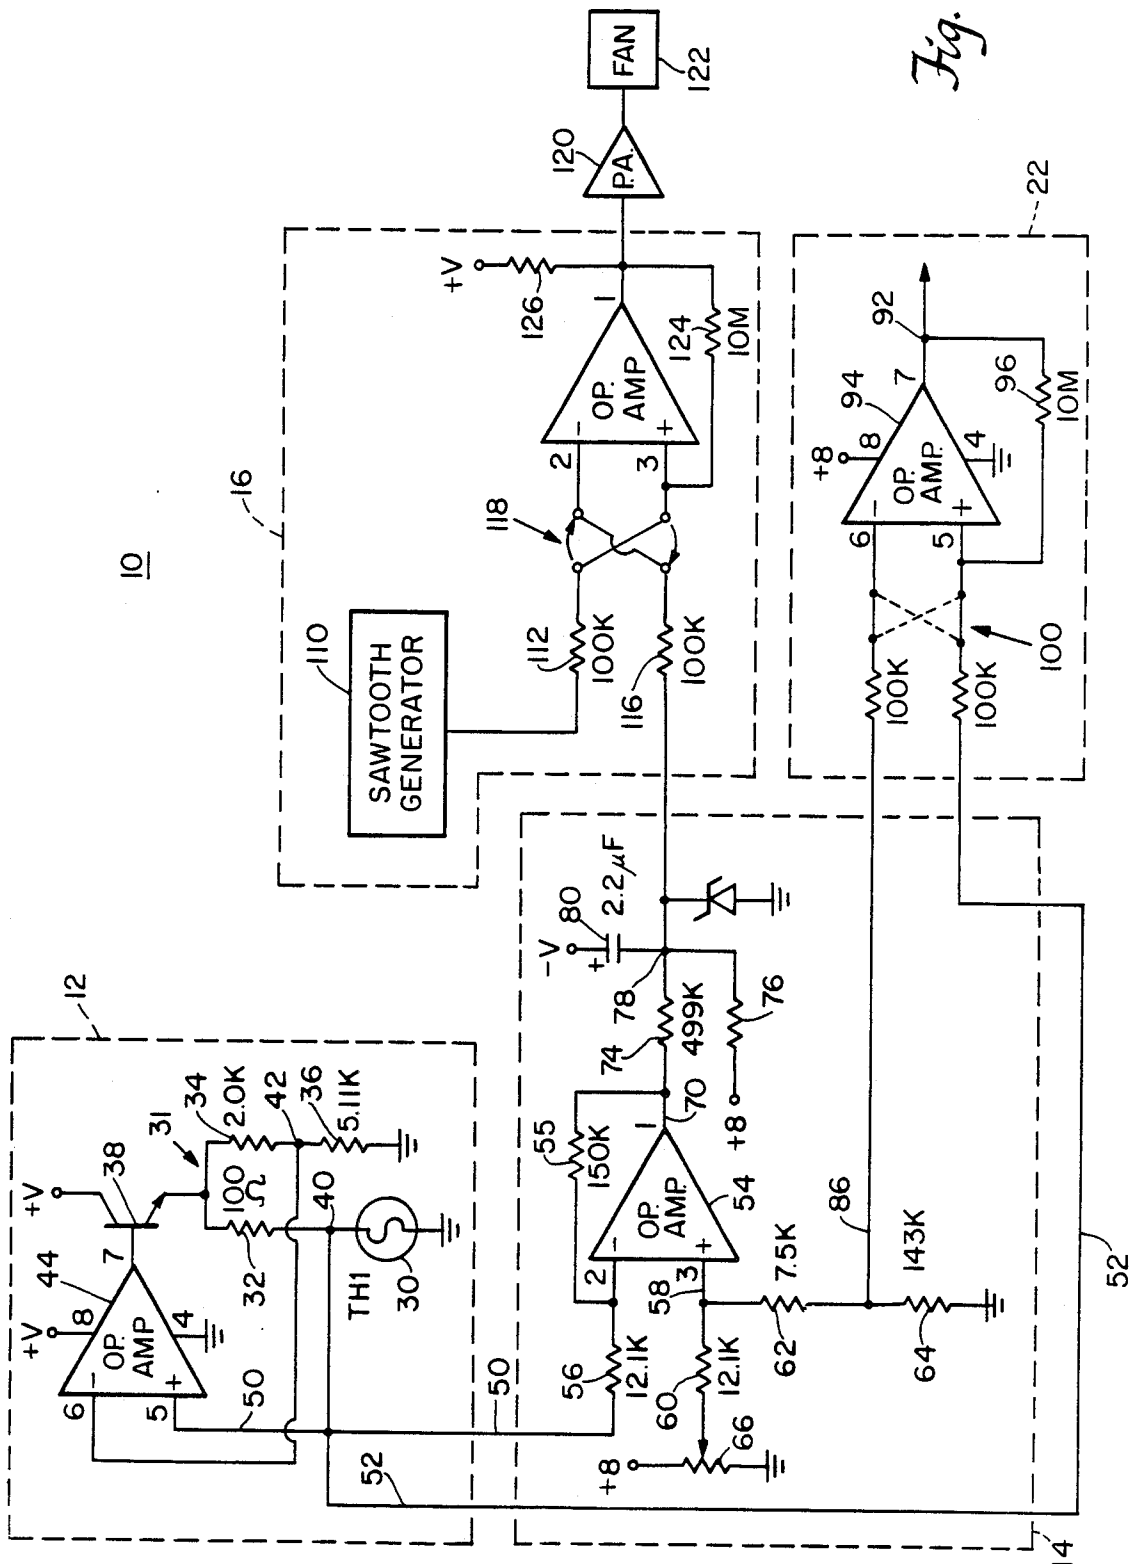 10
12
+V
+V
44
8
OP.
AMP
-
+
6
5
4
7
38
31
34
2.0K
42
36
5.11K
100
Ω
32
40
TH1
30
50
50
52
52
14
+8
66
60
12.1K
56
12.1K
58
2
3
-
+
OP.
AMP.
54
1
70
55
150K
62
7.5K
64
143K
86
74
499K
78
76
+8
-V
+
80
2.2µF
16
110
SAWTOOTH
GENERATOR
112
100K
116
100K
118
2
3
-
+
OP.
AMP
1
+V
126
124
10M
120
P.A.
FAN
122
22
100K
100K
100
6
5
-
+
OP.
AMP.
+8
8
94
4
7
92
96
10M
Fig.